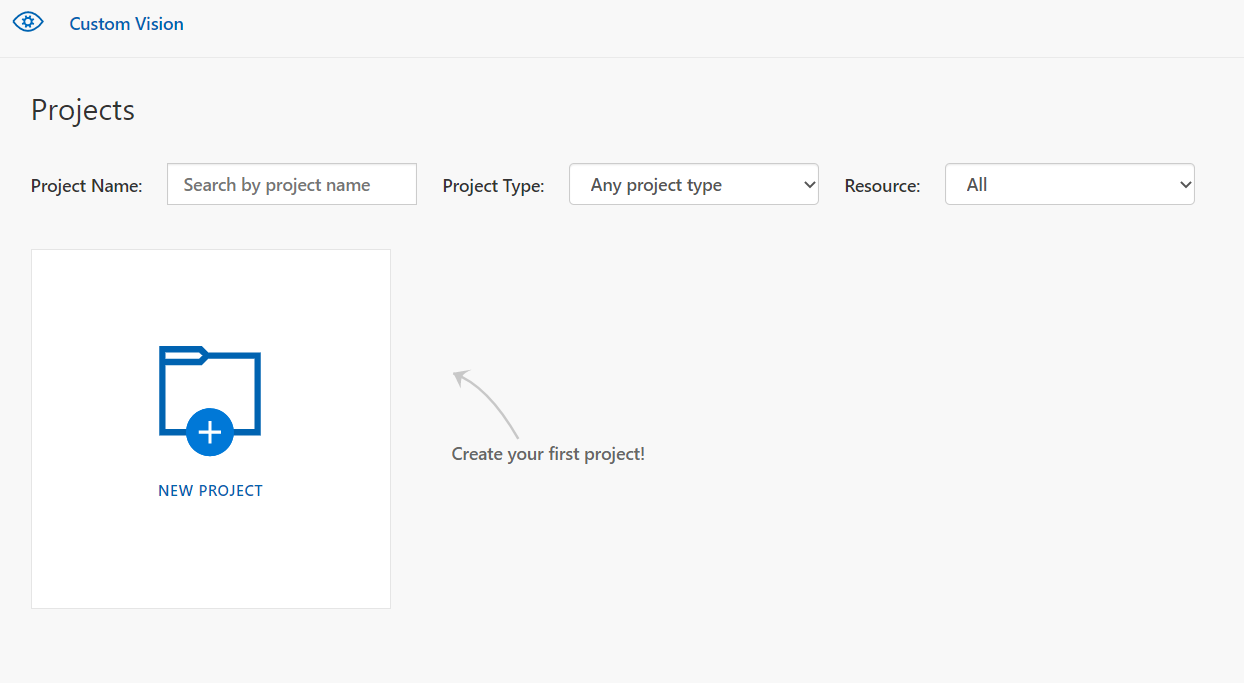 Custom Vision
Projects
Project Name: Search by project name Project Type: Any project type Resource: All
Create your first project!
NEW PROJECT